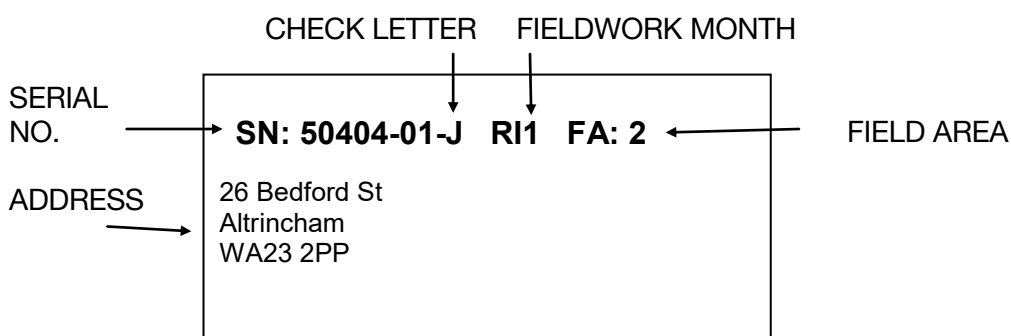 CHECK LETTER FIELDWORK MONTH
SERIAL
NO.
SN: 50404-01-J RI1 FA: 2
FIELD AREA
ADDRESS
26 Bedford St
Altrincham
WA23 2PP